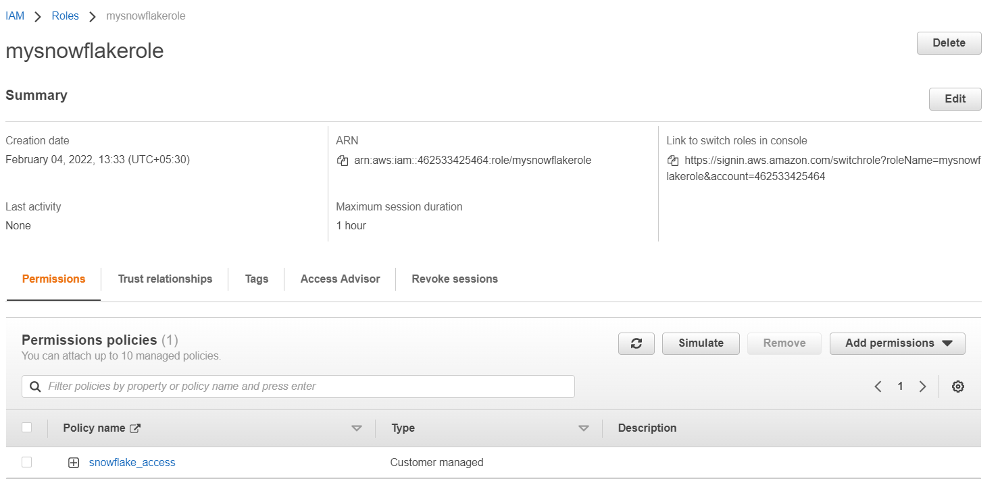 IAM > Roles > mysnowflakerole
mysnowflakerole
Delete
Summary
Edit
Creation date
February 04, 2022, 13:33 (UTC+05:30)
ARN
arn:aws:iam::462533425464:role/mysnowflakerole
Link to switch roles in console
https://signin.aws.amazon.com/switchrole?roleName=mysnowf
lakerole&account=462533425464
Last activity
None
Maximum session duration
1 hour
Permissions Trust relationships Tags Access Advisor Revoke sessions
Permissions policies (1)
You can attach up to 10 managed policies.
Simulate Remove Add permissions
Filter policies by property or policy name and press enter
1
Policy name Type Description
snowflake_access Customer managed